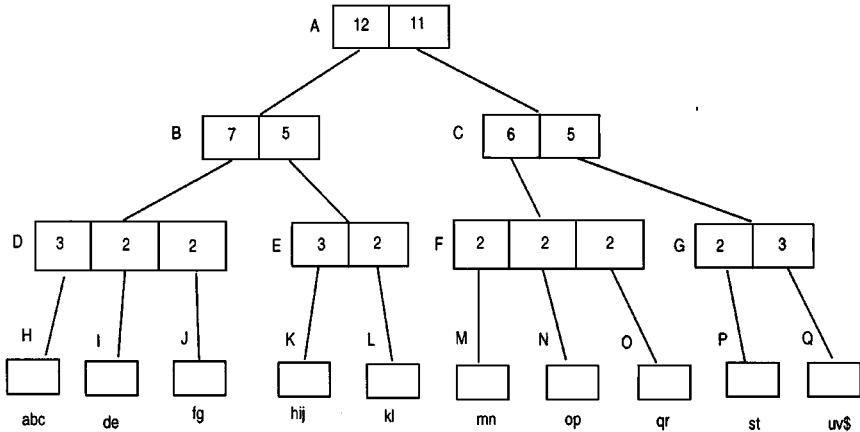 A 12 11
B 7 5 C 6 5
D 3 2 2 E 3 2 F 2 2 2 G 2 3
H I J K L M N O P Q
abc de fg hij kl mn op qr st uv$